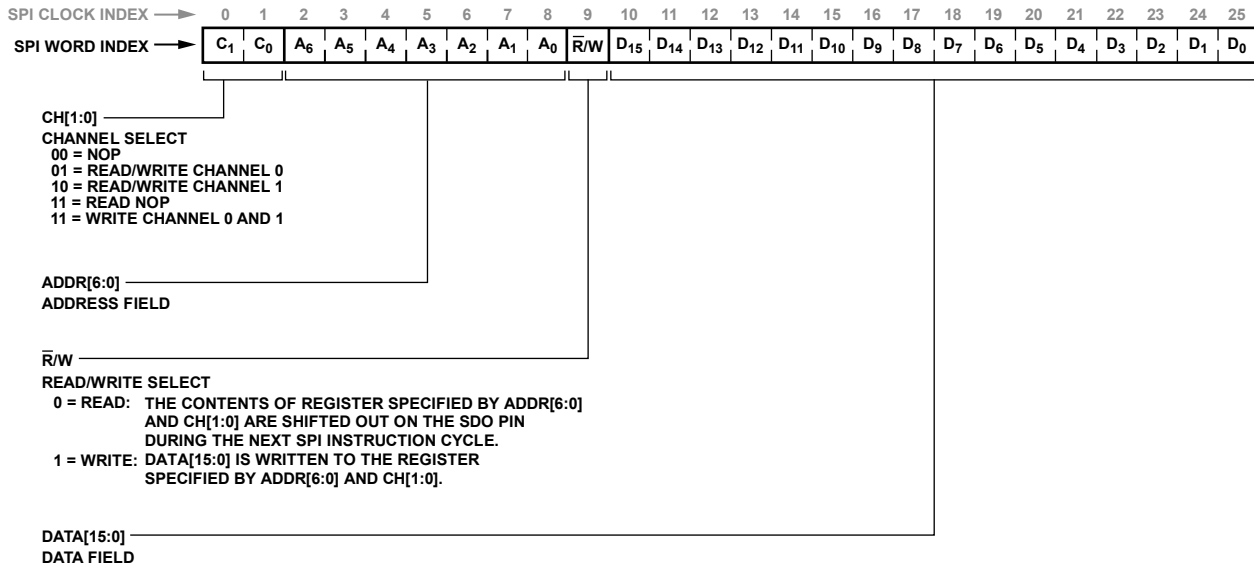 SPI CLOCK INDEX 0 1 2 3 4 5 6 7 8 9 10 11 12 13 14 15 16 17 18 19 20 21 22 23 24 25
SPI WORD INDEX C1 C0 A6 A5 A4 A3 A2 A1 A0 R̅/W D15 D14 D13 D12 D11 D10 D9 D8 D7 D6 D5 D4 D3 D2 D1 D0
CH[1:0]
CHANNEL SELECT
00 = NOP
01 = READ/WRITE CHANNEL 0
10 = READ/WRITE CHANNEL 1
11 = READ NOP
11 = WRITE CHANNEL 0 AND 1
ADDR[6:0]
ADDRESS FIELD
R̅/W
READ/WRITE SELECT
0 = READ: THE CONTENTS OF REGISTER SPECIFIED BY ADDR[6:0]
AND CH[1:0] ARE SHIFTED OUT ON THE SDO PIN
DURING THE NEXT SPI INSTRUCTION CYCLE.
1 = WRITE: DATA[15:0] IS WRITTEN TO THE REGISTER
SPECIFIED BY ADDR[6:0] AND CH[1:0].
DATA[15:0]
DATA FIELD